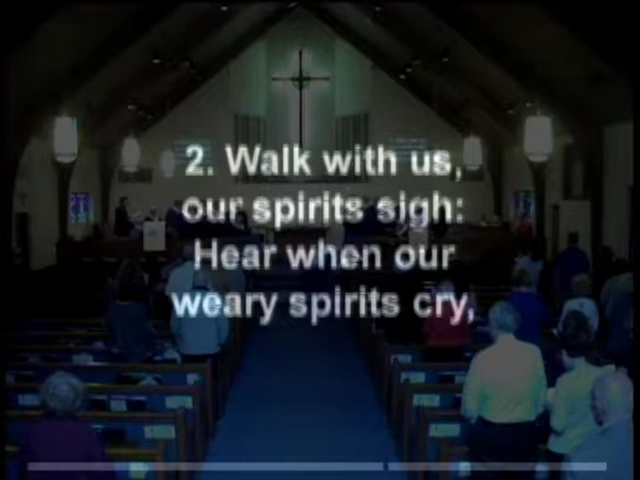 2. Walk with us,
our spirits sigh:
Hear when our
weary spirits cry,